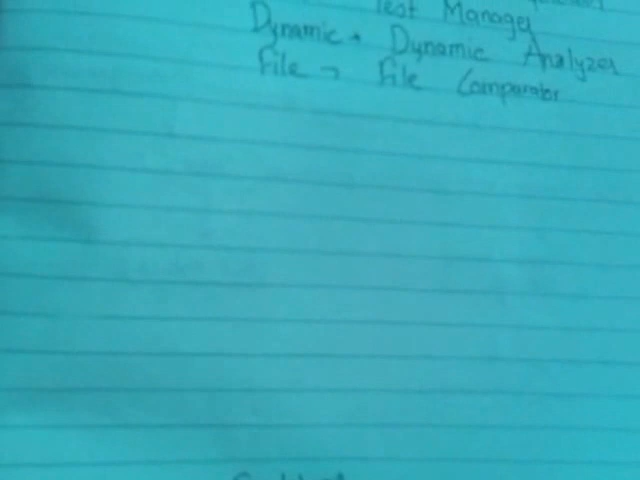 Test Manager
Dynamic → Dynamic Analyzer
File → File Comparator